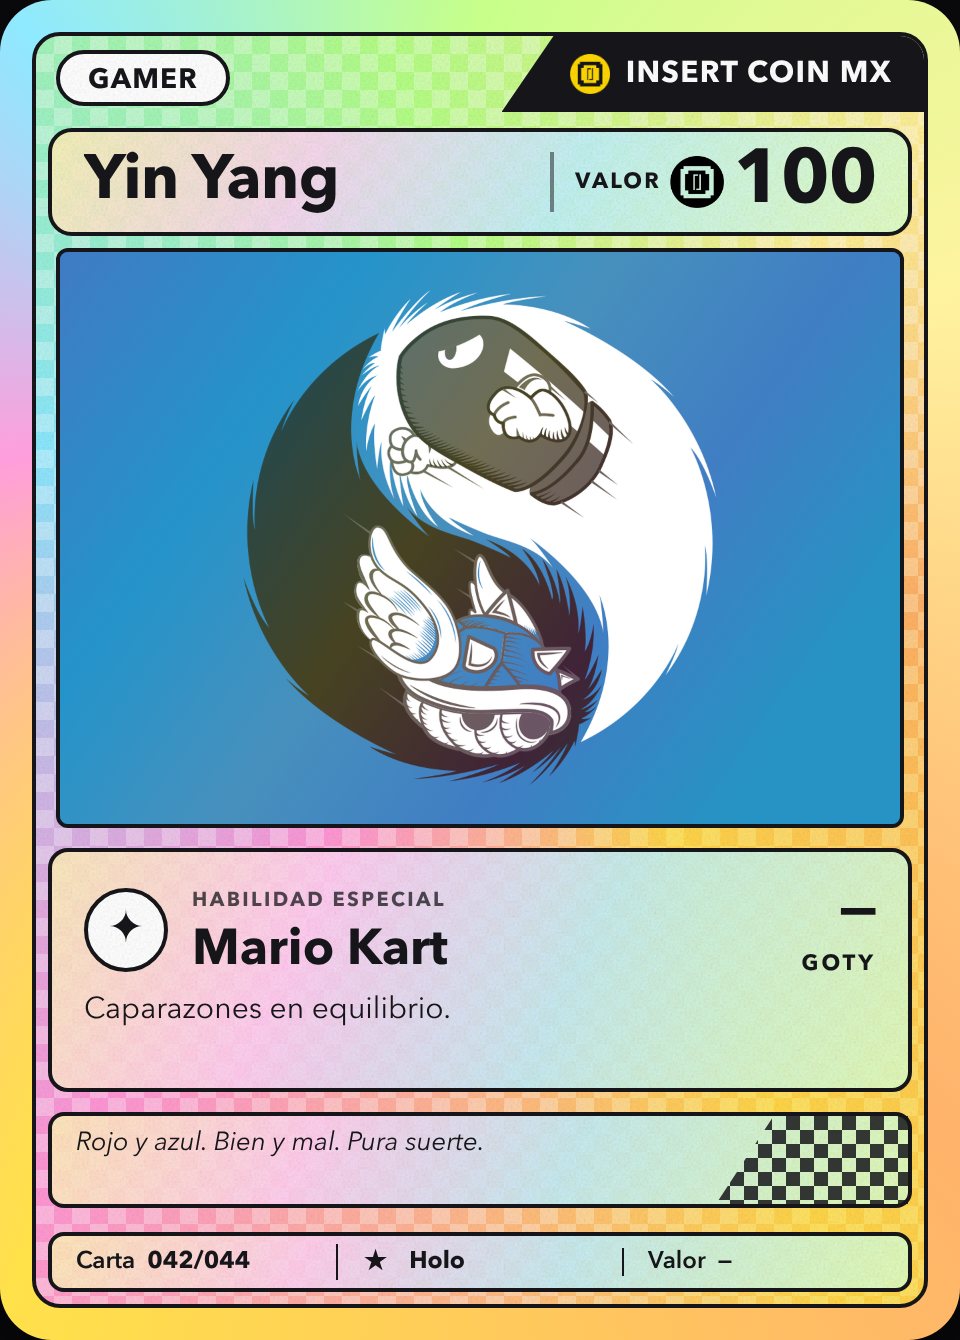 GAMER
INSERT COIN MX
Yin Yang
VALOR 100
HABILIDAD ESPECIAL
Mario Kart
–
GOTY
Caparazones en equilibrio.
Rojo y azul. Bien y mal. Pura suerte.
Carta 042/044 ★ Holo Valor –